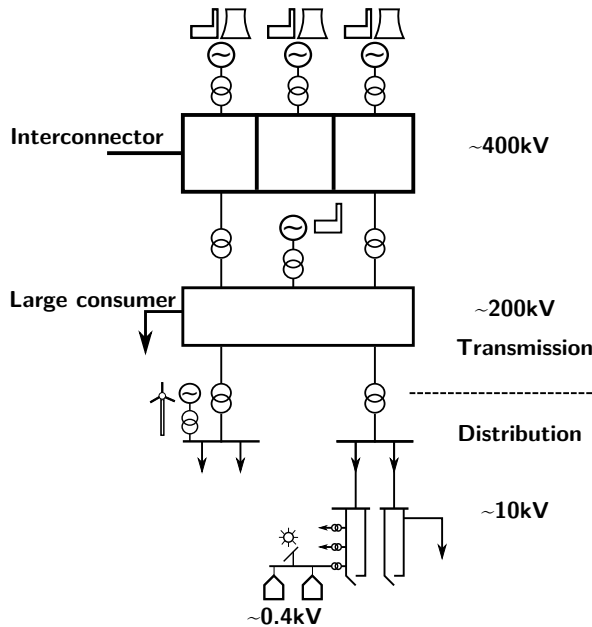 Interconnector
~400kV
Large consumer
~200kV
Transmission
Distribution
~10kV
~0.4kV